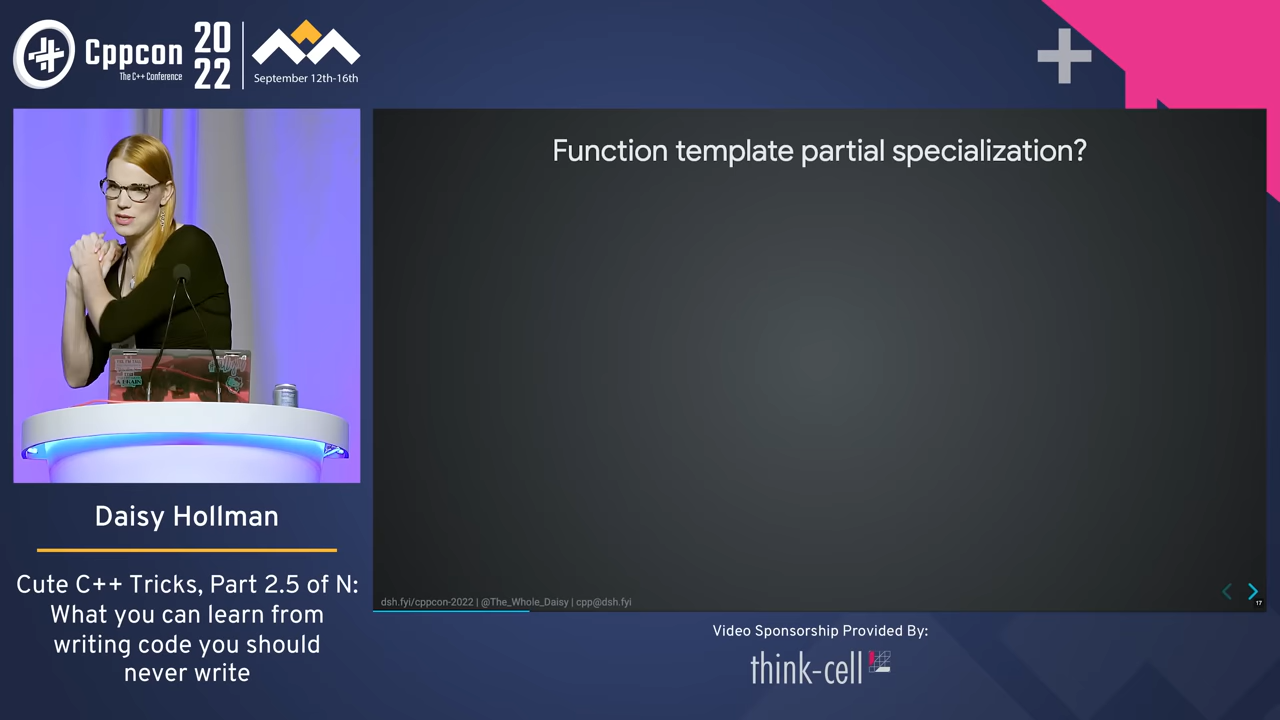 Cppcon
The C++ Conference
20
22
September 12th-16th
Function template partial specialization?
dsh.fyi/cppcon-2022 | @The_Whole_Daisy | cpp@dsh.fyi
17
Daisy Hollman
Cute C++ Tricks, Part 2.5 of N:
What you can learn from
writing code you should
never write
Video Sponsorship Provided By:
think-cell